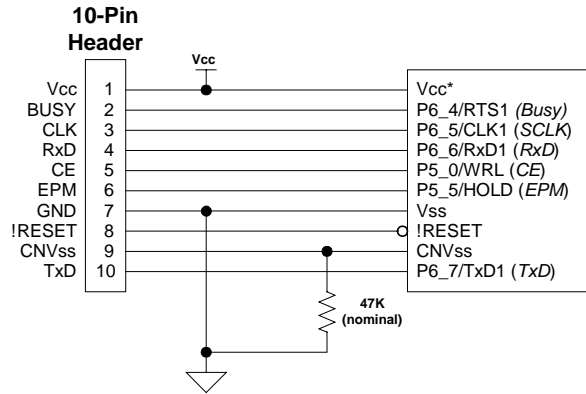 10-Pin
Header
Vcc
Vcc 1 Vcc*
BUSY 2 P6_4/RTS1 (Busy)
CLK 3 P6_5/CLK1 (SCLK)
RxD 4 P6_6/RxD1 (RxD)
CE 5 P5_0/WRL (CE)
EPM 6 P5_5/HOLD (EPM)
GND 7 Vss
!RESET 8 !RESET
CNVss 9 CNVss
TxD 10 P6_7/TxD1 (TxD)
47K
(nominal)